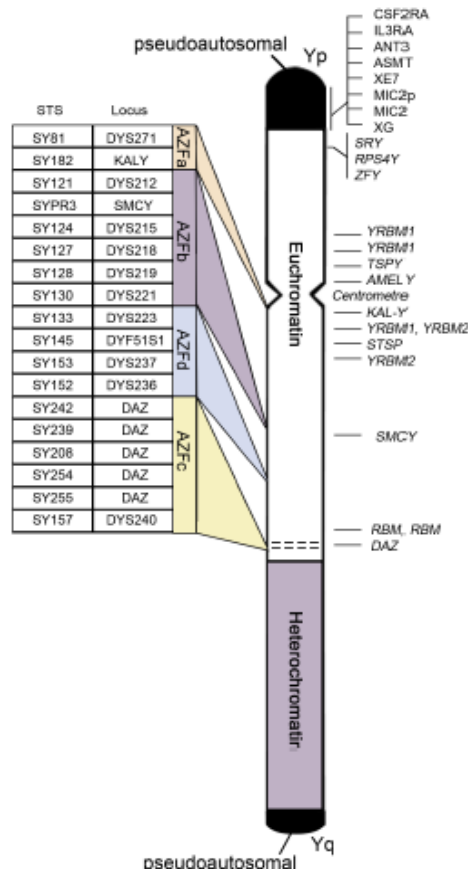 pseudoautosomal
Yp
CSF2RA
IL3RA
ANT3
ASMT
XE7
MIC2p
MIC2
XG
SRY
RPS4Y
ZFY
STS Locus
SY81 DYS271
SY182 KALY
SY121 DYS212
SYPR3 SMCY
SY124 DYS215
SY127 DYS218
SY128 DYS219
SY130 DYS221
SY133 DYS223
SY145 DYF51S1
SY153 DYS237
SY152 DYS236
SY242 DAZ
SY239 DAZ
SY208 DAZ
SY254 DAZ
SY255 DAZ
SY157 DYS240
AZFa
AZFb
AZFd
AZFc
Euchromatin
Heterochromatin
YRBM1
YRBM1
TSPY
AMELY
Centrometre
KAL-Y
YRBM1, YRBM2
STSP
YRBM2
SMCY
RBM, RBM
DAZ
Yq
pseudoautosomal